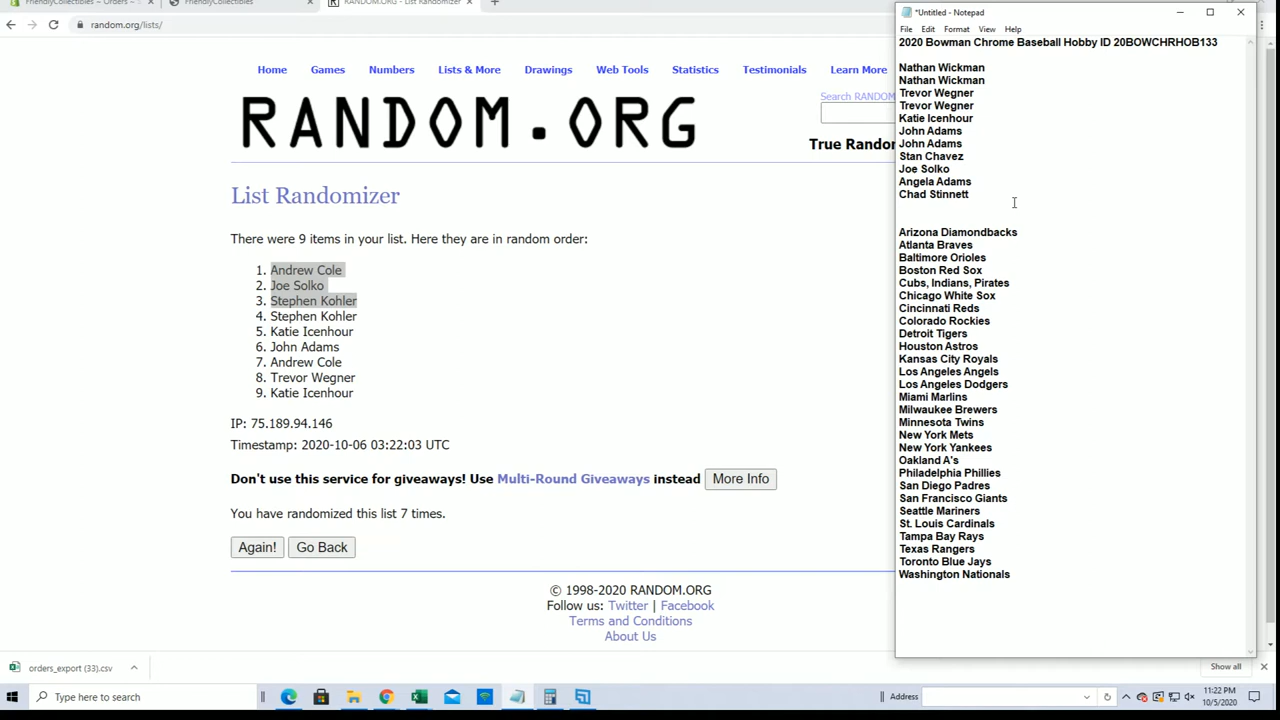 FriendlyCollectibles ~ Orders ~
FriendlyCollectibles
RANDOM.ORG - List Randomizer
random.org/lists/
Home
Games
Numbers
Lists & More
Drawings
Web Tools
Statistics
Testimonials
Learn More
RANDOM.ORG
Search RANDOM
True Randor
List Randomizer
There were 9 items in your list. Here they are in random order:
1. Andrew Cole
2. Joe Solko
3. Stephen Kohler
4. Stephen Kohler
5. Katie Icenhour
6. John Adams
7. Andrew Cole
8. Trevor Wegner
9. Katie Icenhour
IP: 75.189.94.146
Timestamp: 2020-10-06 03:22:03 UTC
Don't use this service for giveaways! Use Multi-Round Giveaways instead
More Info
You have randomized this list 7 times.
Again!
Go Back
© 1998-2020 RANDOM.ORG
Follow us: Twitter | Facebook
Terms and Conditions
About Us
*Untitled - Notepad
File Edit Format View Help
2020 Bowman Chrome Baseball Hobby ID 20BOWCHRHOB133
Nathan Wickman
Nathan Wickman
Trevor Wegner
Trevor Wegner
Katie Icenhour
John Adams
John Adams
Stan Chavez
Joe Solko
Angela Adams
Chad Stinnett
Arizona Diamondbacks
Atlanta Braves
Baltimore Orioles
Boston Red Sox
Cubs, Indians, Pirates
Chicago White Sox
Cincinnati Reds
Colorado Rockies
Detroit Tigers
Houston Astros
Kansas City Royals
Los Angeles Angels
Los Angeles Dodgers
Miami Marlins
Milwaukee Brewers
Minnesota Twins
New York Mets
New York Yankees
Oakland A's
Philadelphia Phillies
San Diego Padres
San Francisco Giants
Seattle Mariners
St. Louis Cardinals
Tampa Bay Rays
Texas Rangers
Toronto Blue Jays
Washington Nationals
orders_export (33).csv
Show all
Type here to search
Address
11:22 PM
10/5/2020